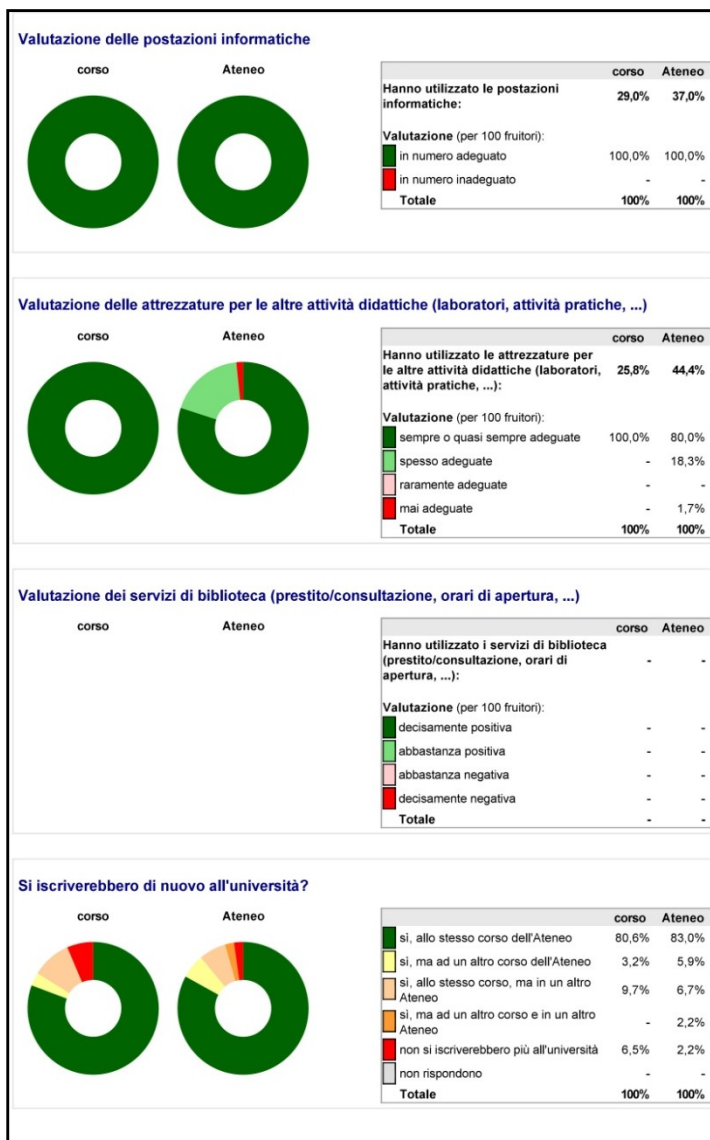 Valutazione delle postazioni informatiche
corso Ateneo
corso Ateneo
Hanno utilizzato le postazioni
informatiche: 29,0% 37,0%
Valutazione (per 100 fruitori):
in numero adeguato 100,0% 100,0%
in numero inadeguato - -
Totale 100% 100%
Valutazione delle attrezzature per le altre attività didattiche (laboratori, attività pratiche, ...)
corso Ateneo
corso Ateneo
Hanno utilizzato le attrezzature per
le altre attività didattiche (laboratori, 25,8% 44,4%
attività pratiche, ...):
Valutazione (per 100 fruitori):
sempre o quasi sempre adeguate 100,0% 80,0%
spesso adeguate - 18,3%
raramente adeguate - -
mai adeguate - 1,7%
Totale 100% 100%
Valutazione dei servizi di biblioteca (prestito/consultazione, orari di apertura, ...)
corso Ateneo
corso Ateneo
Hanno utilizzato i servizi di biblioteca
(prestito/consultazione, orari di - -
apertura, ...):
Valutazione (per 100 fruitori):
decisamente positiva - -
abbastanza positiva - -
abbastanza negativa - -
decisamente negativa - -
Totale - -
Si iscriverebbero di nuovo all'università?
corso Ateneo
corso Ateneo
sì, allo stesso corso dell'Ateneo 80,6% 83,0%
sì, ma ad un altro corso dell'Ateneo 3,2% 5,9%
sì, allo stesso corso, ma in un altro
Ateneo 9,7% 6,7%
sì, ma ad un altro corso e in un altro
Ateneo - 2,2%
non si iscriverebbero più all'università 6,5% 2,2%
non rispondono - -
Totale 100% 100%